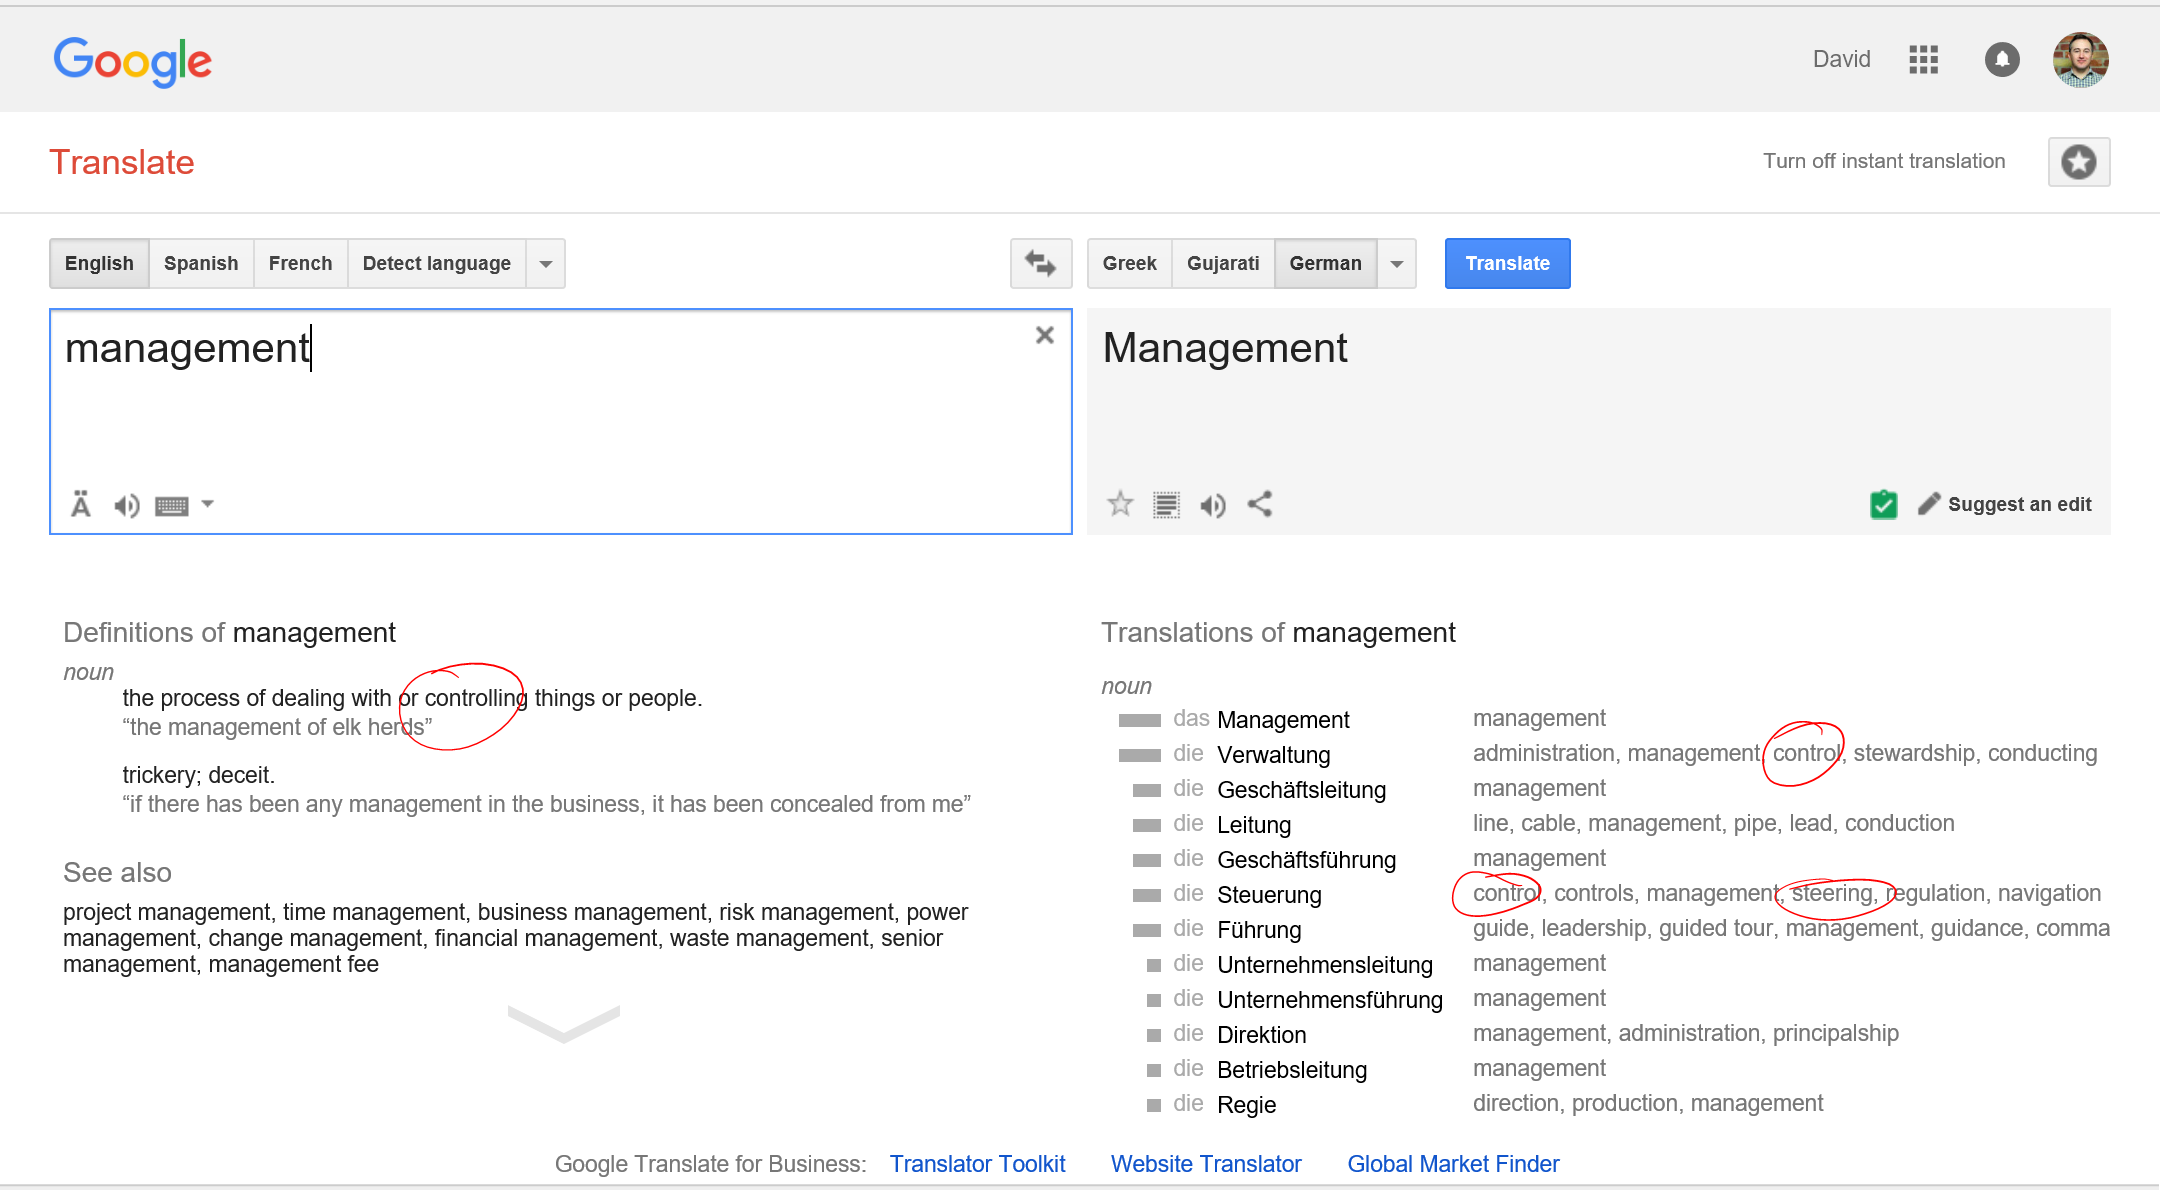 Google
David
Translate
Turn off instant translation
English Spanish French Detect language
Greek Gujarati German Translate
management
Management
Ä
Suggest an edit
Definitions of management
noun
the process of dealing with or controlling things or people.
“the management of elk herds”
trickery; deceit.
“if there has been any management in the business, it has been concealed from me”
See also
project management, time management, business management, risk management, power
management, change management, financial management, waste management, senior
management, management fee
Translations of management
noun
das Management management
die Verwaltung administration, management, control, stewardship, conducting
die Geschäftsleitung management
die Leitung line, cable, management, pipe, lead, conduction
die Geschäftsführung management
die Steuerung control, controls, management, steering, regulation, navigation
die Führung guide, leadership, guided tour, management, guidance, comma
die Unternehmensleitung management
die Unternehmensführung management
die Direktion management, administration, principalship
die Betriebsleitung management
die Regie direction, production, management
Google Translate for Business: Translator Toolkit Website Translator Global Market Finder